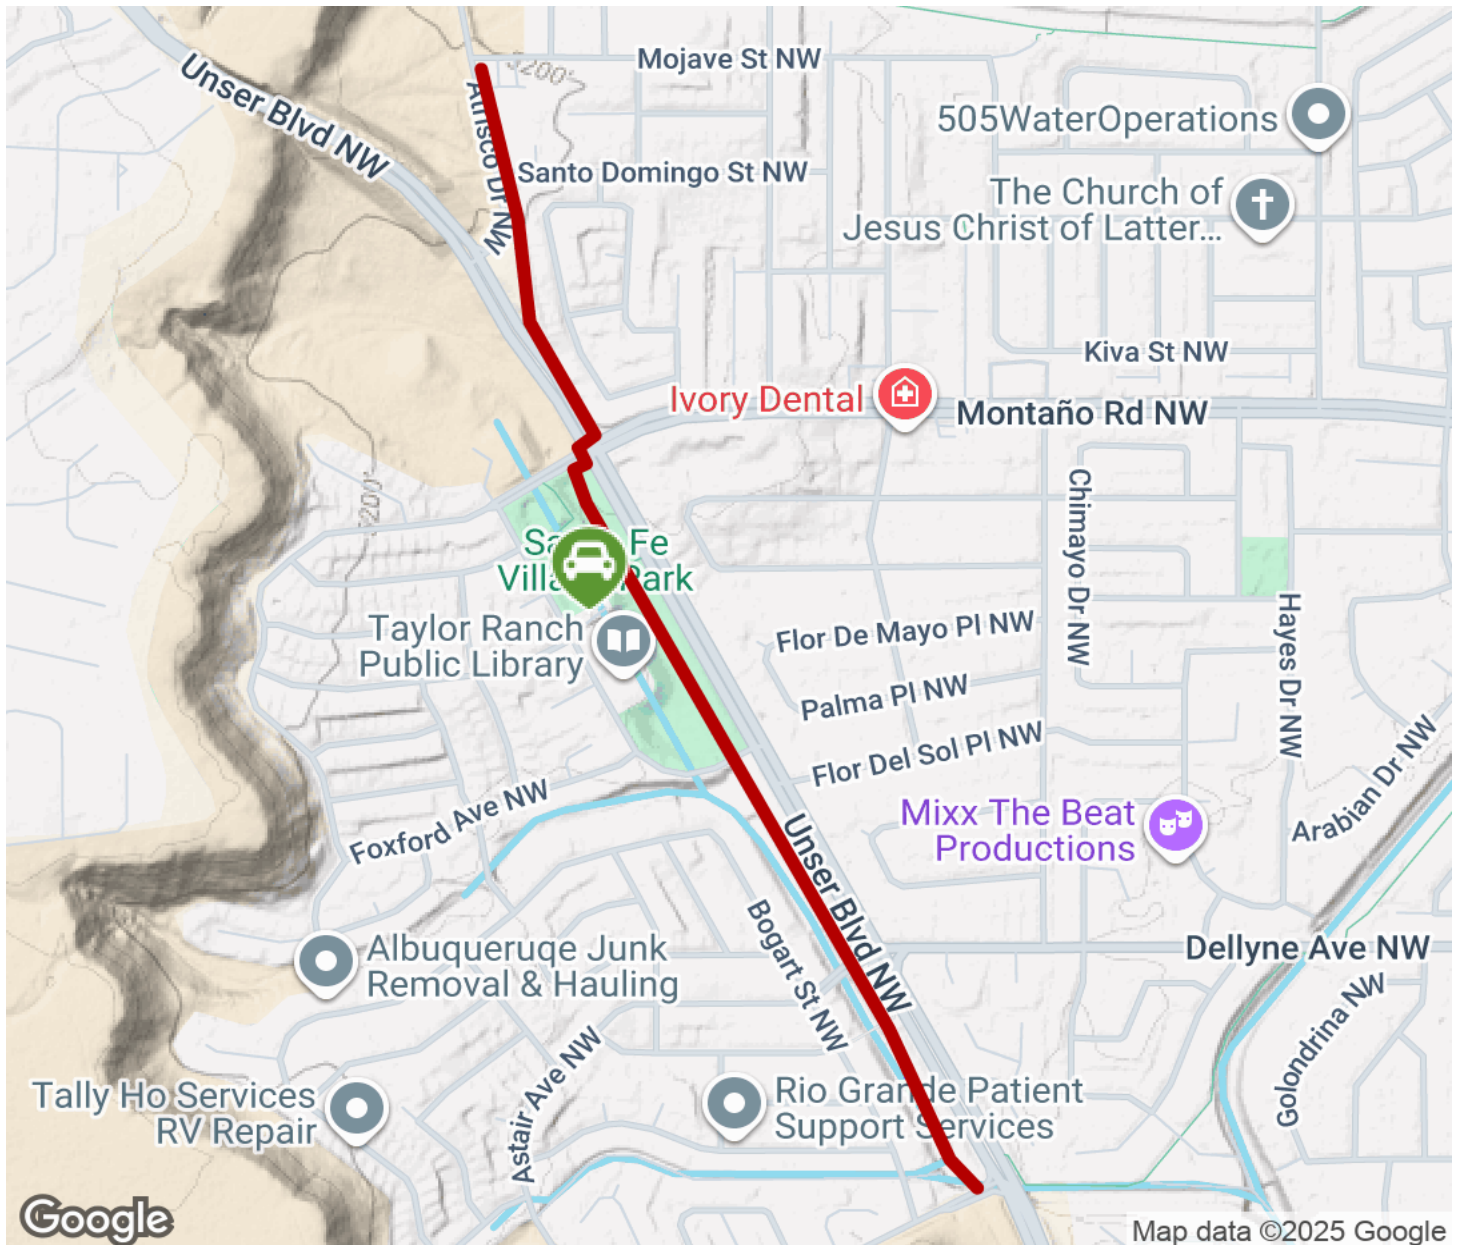 Mojave St NW
5200'
Unser Blvd NW
Atrisco Dr NW
505WaterOperations
Santo Domingo St NW
The Church of
Jesus Christ of Latter...
Kiva St NW
Ivory Dental
Montaño Rd NW
5200'
Chimayo Dr NW
Fe
Park
Hayes Dr NW
Taylor Ranch
Public Library
Flor De Mayo Pl NW
Palma Pl NW
Flor Del Sol Pl NW
Arabian Dr NW
Foxford Ave NW
Mixx The Beat
Productions
Unser Blvd NW
Bogart St NW
Albuqueruqe Junk
Removal & Hauling
Dellyne Ave NW
Golondrina NW
Astair Ave NW
Tally Ho Services
RV Repair
Rio Grande Patient
Support Services
Google
Map data ©2025 Google